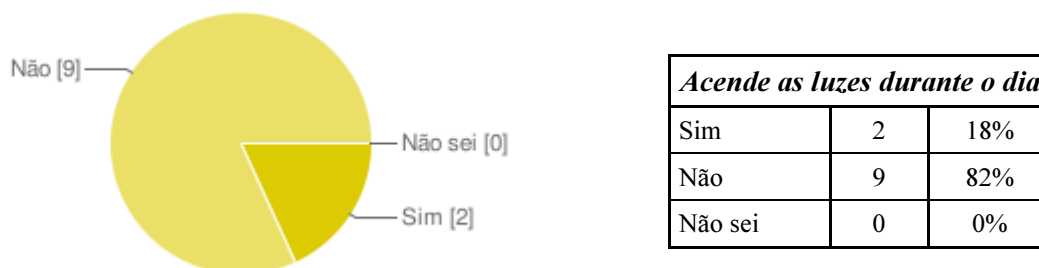 Não [9]
Não sei [0]
Sim [2]
Acende as luzes durante o dia
Sim 2 18%
Não 9 82%
Não sei 0 0%